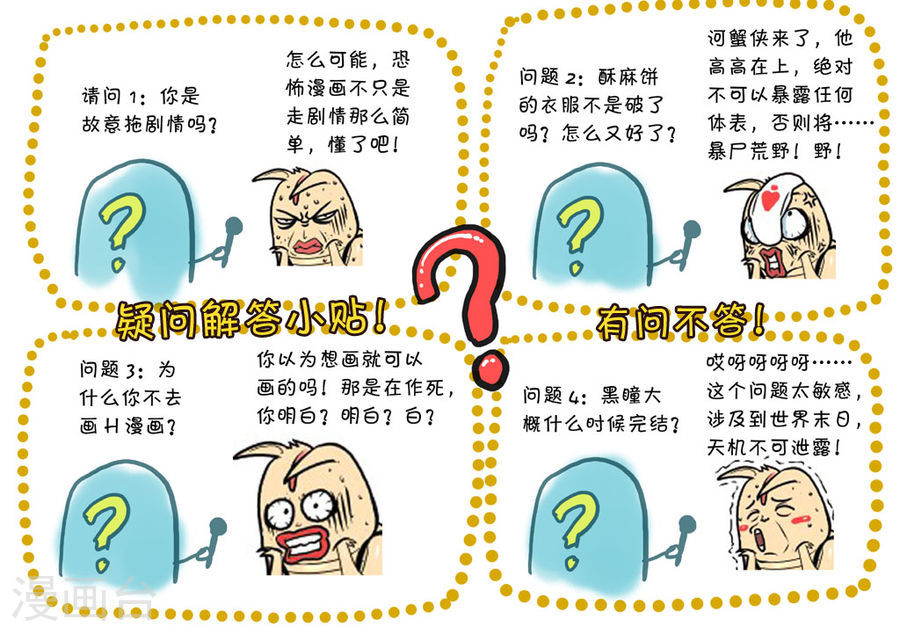 请问 1：你是
故意拖剧情吗？
怎么可能，恐
怖漫画不只是
走剧情那么简
单，懂了吧！
问题 2：酥麻饼
的衣服不是破了
吗？怎么又好了？
河蟹侠来了，他
高高在上，绝对
不可以暴露任何
体表，否则将……
暴尸荒野！野！
疑问解答小贴！
有问不答！
问题 3：为
什么你不去
画 H 漫画？
你以为想画就可以
画的吗！那是在作死，
你明白？明白？白？
问题 4：黑瞳大
概什么时候完结？
哎呀呀呀呀……
这个问题太敏感，
涉及到世界末日，
天机不可泄露！
漫画台